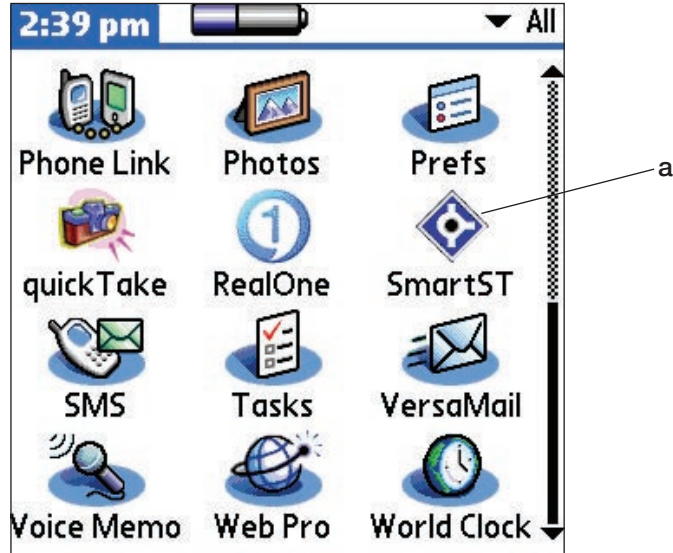 2:39 pm All
Phone Link Photos Prefs
a
quickTake RealOne SmartST
SMS Tasks VersaMail
Voice Memo Web Pro World Clock